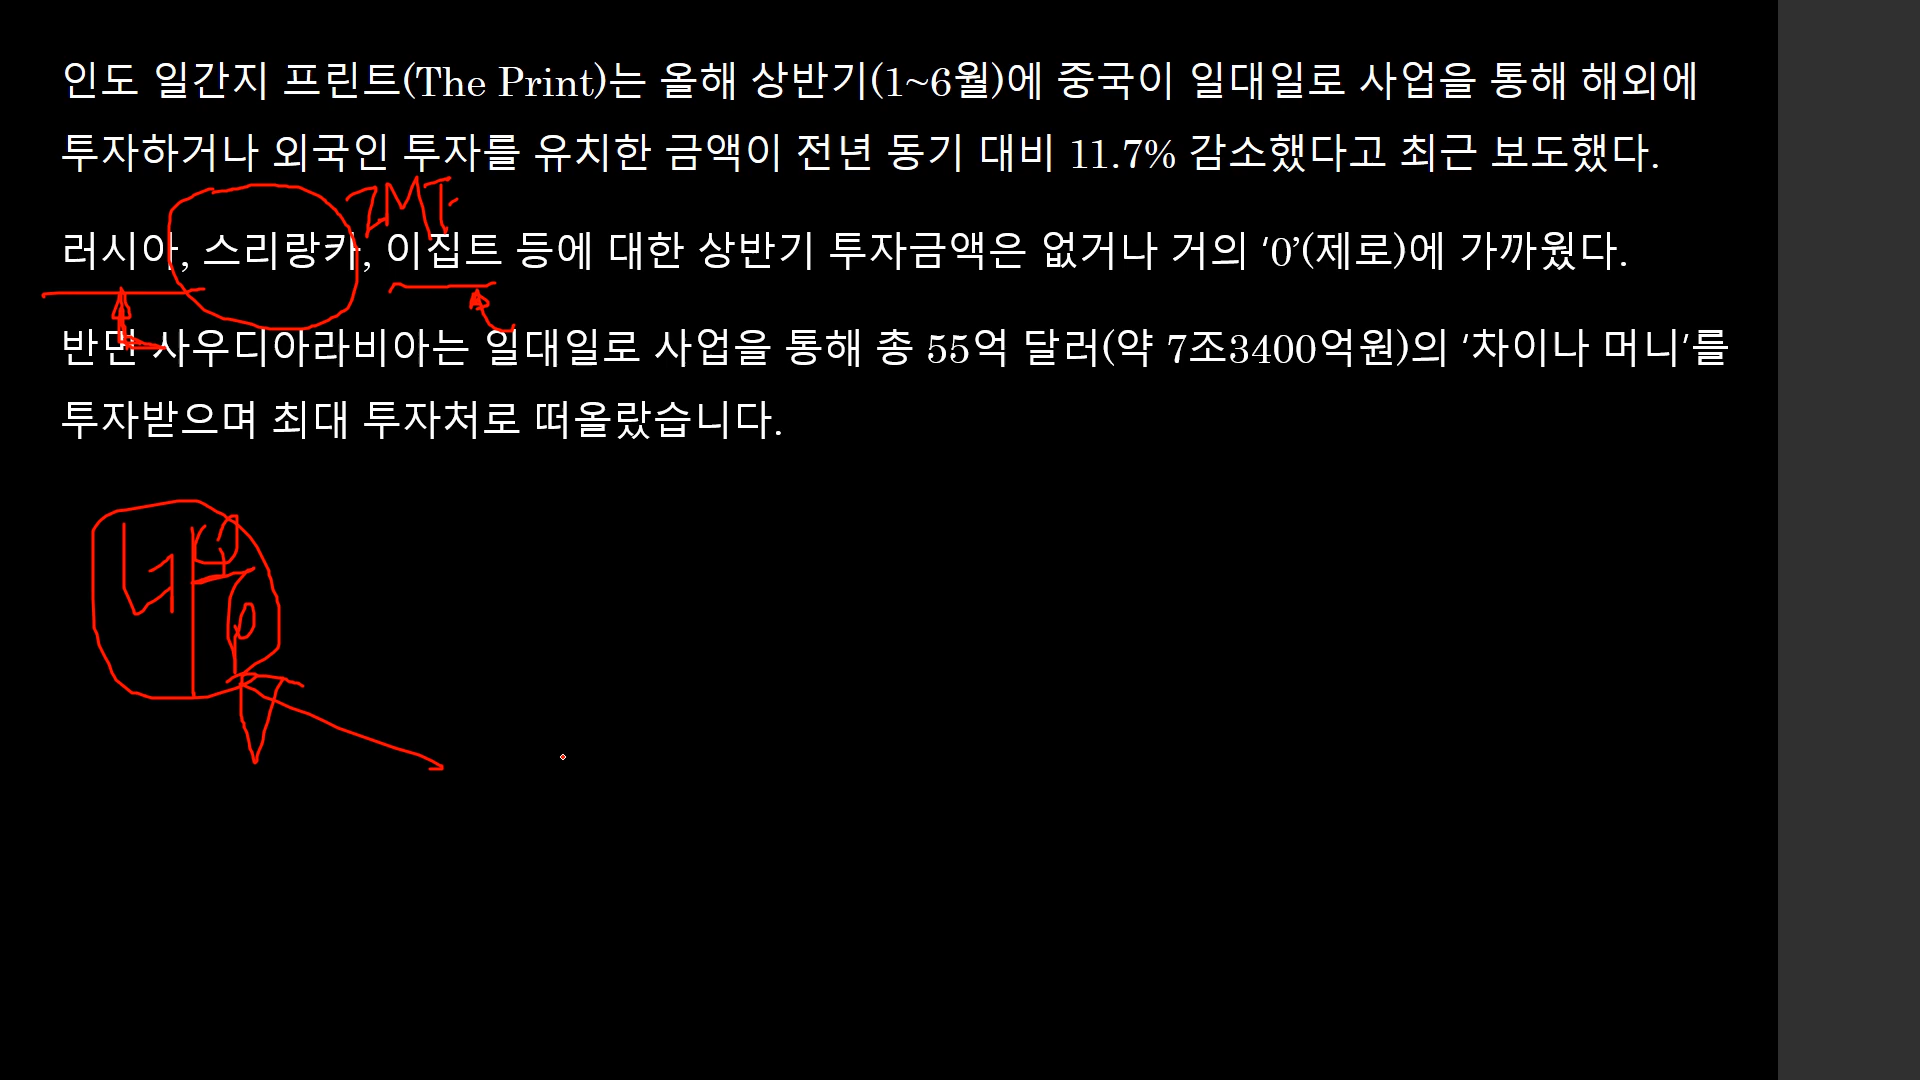 인도 일간지 프린트(The Print)는 올해 상반기(1~6월)에 중국이 일대일로 사업을 통해 해외에
투자하거나 외국인 투자를 유치한 금액이 전년 동기 대비 11.7% 감소했다고 최근 보도했다.
IMF
러시아, 스리랑카, 이집트 등에 대한 상반기 투자금액은 없거나 거의 ‘0’(제로)에 가까웠다.
반면 사우디아라비아는 일대일로 사업을 통해 총 55억 달러(약 7조3400억원)의 ‘차이나 머니’를
투자받으며 최대 투자처로 떠올랐습니다.